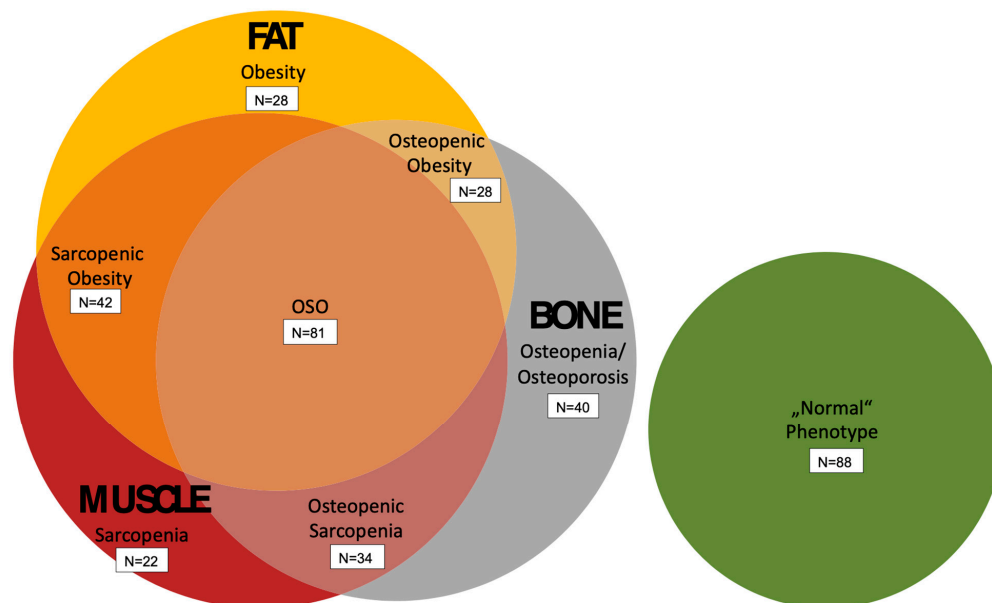 FAT
Obesity
N=28
Osteopenic
Obesity
N=28
Sarcopenic
Obesity
N=42
OSO
N=81
BONE
Osteopenia/
Osteoporosis
N=40
MUSCLE
Sarcopenia
N=22
Osteopenic
Sarcopenia
N=34
„Normal“
Phenotype
N=88